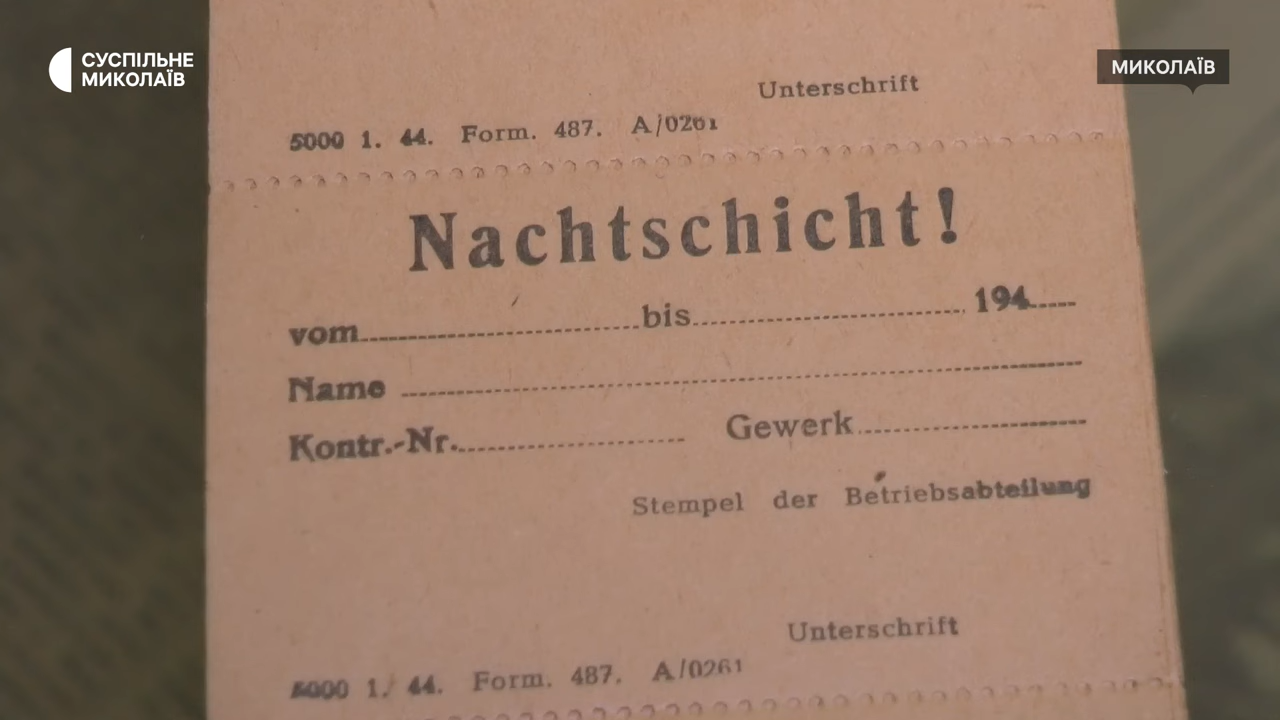 СУСПІЛЬНЕ
МИКОЛАЇВ
МИКОЛАЇВ
Unterschrift
5000 1. 44. Form. 487. A/0261
Nachtschicht!
vom bis 194
Name
Kontr.-Nr. Gewerk
Stempel der Betriebsabteilung
Unterschrift
5000 1. 44. Form. 487. A/0261